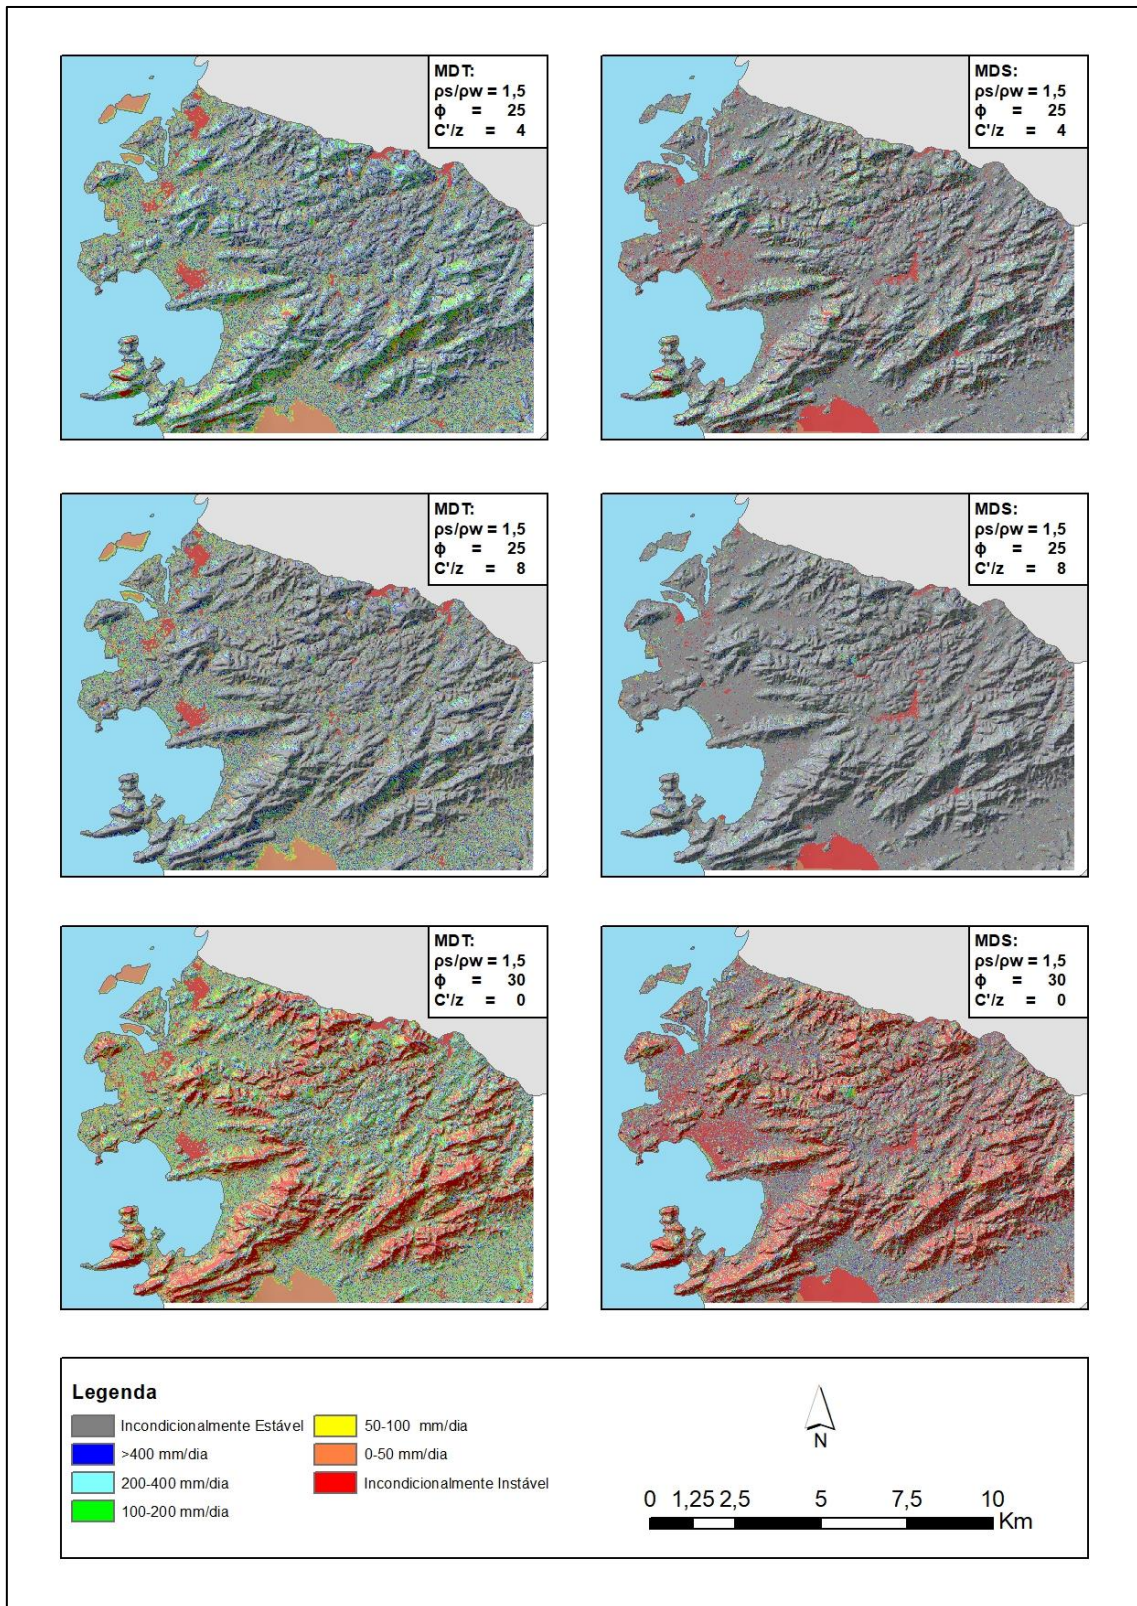 MDT:
ρs/ρw = 1,5
ϕ = 25
C'/z = 4
MDS:
ρs/ρw = 1,5
ϕ = 25
C'/z = 4
MDT:
ρs/ρw = 1,5
ϕ = 25
C'/z = 8
MDS:
ρs/ρw = 1,5
ϕ = 25
C'/z = 8
MDT:
ρs/ρw = 1,5
ϕ = 30
C'/z = 0
MDS:
ρs/ρw = 1,5
ϕ = 30
C'/z = 0
Legenda
Incondicionalmente Estável
>400 mm/dia
200-400 mm/dia
100-200 mm/dia
50-100 mm/dia
0-50 mm/dia
Incondicionalmente Instável
N
0 1,25 2,5 5 7,5 10
Km